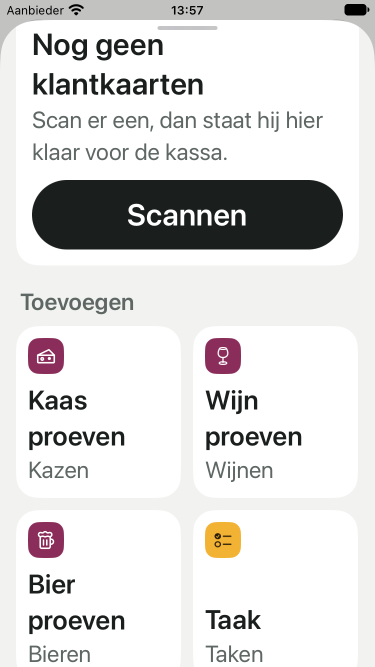 Aanbieder 13:57
Nog geen
klantkaarten
Scan er een, dan staat hij hier
klaar voor de kassa.
Scannen
Toevoegen
Kaas
proeven
Kazen
Wijn
proeven
Wijnen
Bier
proeven
Bieren
Taak
Taken